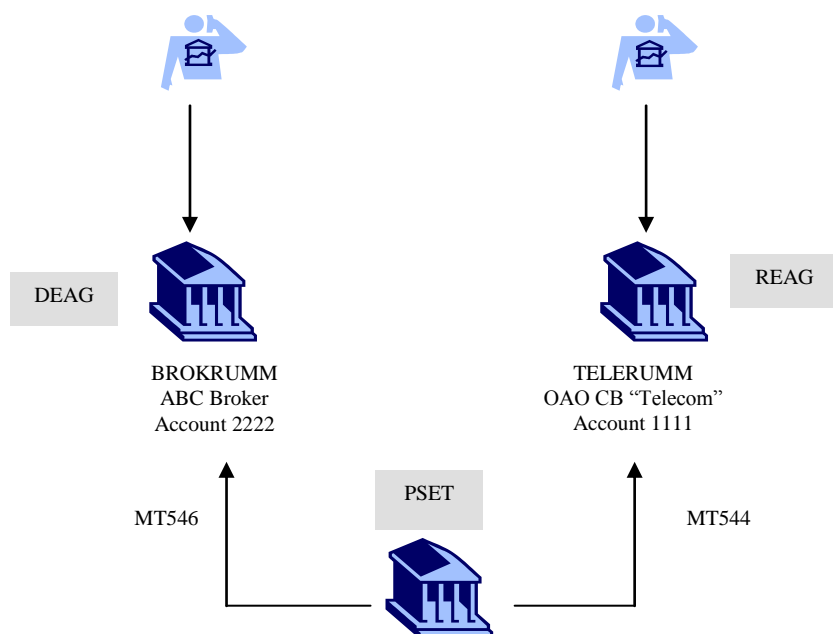 DEAG
REAG
BROKRUMM
ABC Broker
Account 2222
TELERUMM
OAO CB “Telecom”
Account 1111
PSET
MT546
MT544